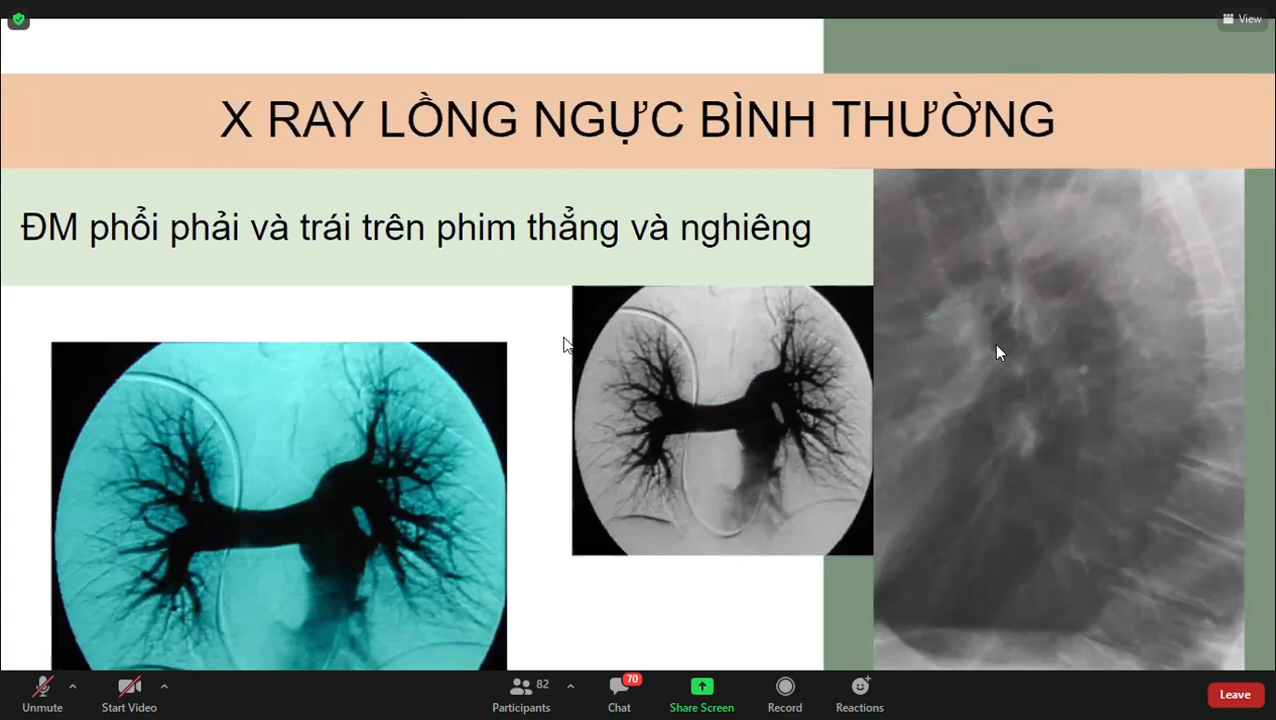 View
X RAY LỒNG NGỰC BÌNH THƯỜNG
ĐM phổi phải và trái trên phim thẳng và nghiêng
82
70
Unmute
Start Video
Participants
Chat
Share Screen
Record
Reactions
Leave